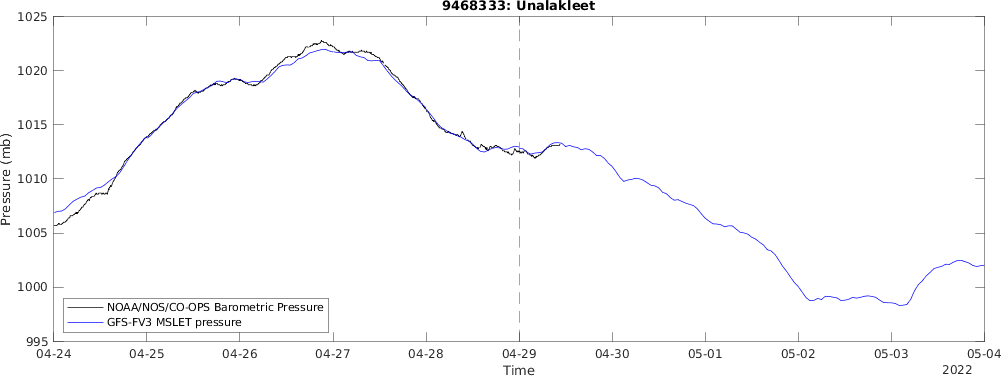 9468333: Unalakleet
1025
1020
1015
1010
1005
1000
995
Pressure (mb)
NOAA/NOS/CO-OPS Barometric Pressure
GFS-FV3 MSLET pressure
04-24 04-25 04-26 04-27 04-28 04-29 04-30 05-01 05-02 05-03 05-04
Time
2022